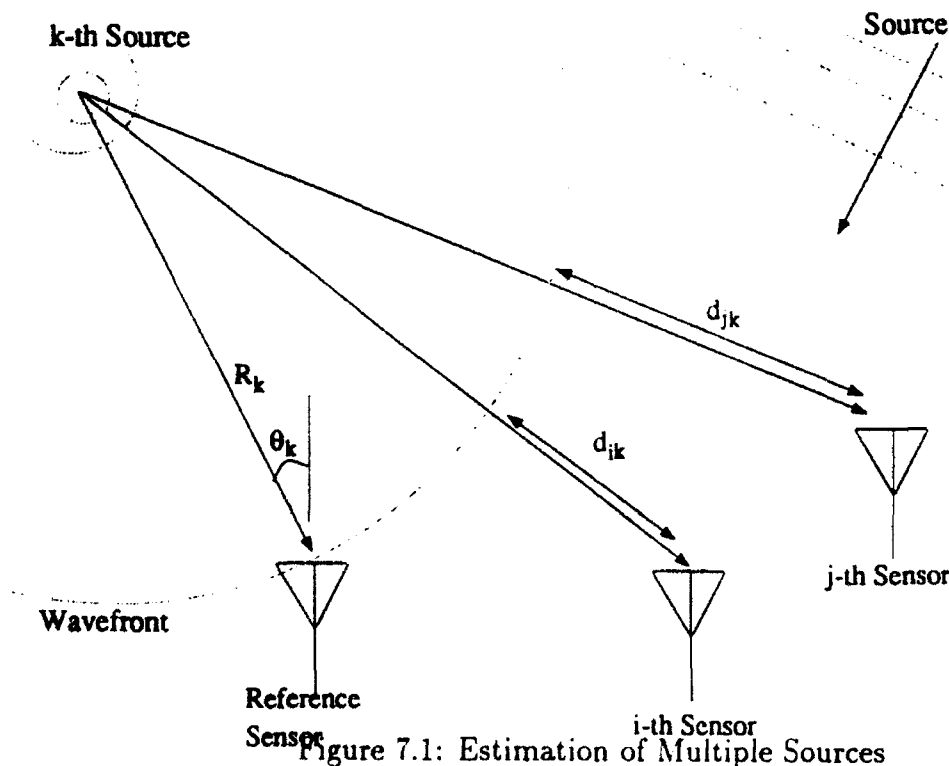 k-th Source
Source
d_jk
R_k
θ_k
d_ik
j-th Sensor
Wavefront
Reference
Sensor
i-th Sensor
Figure 7.1: Estimation of Multiple Sources